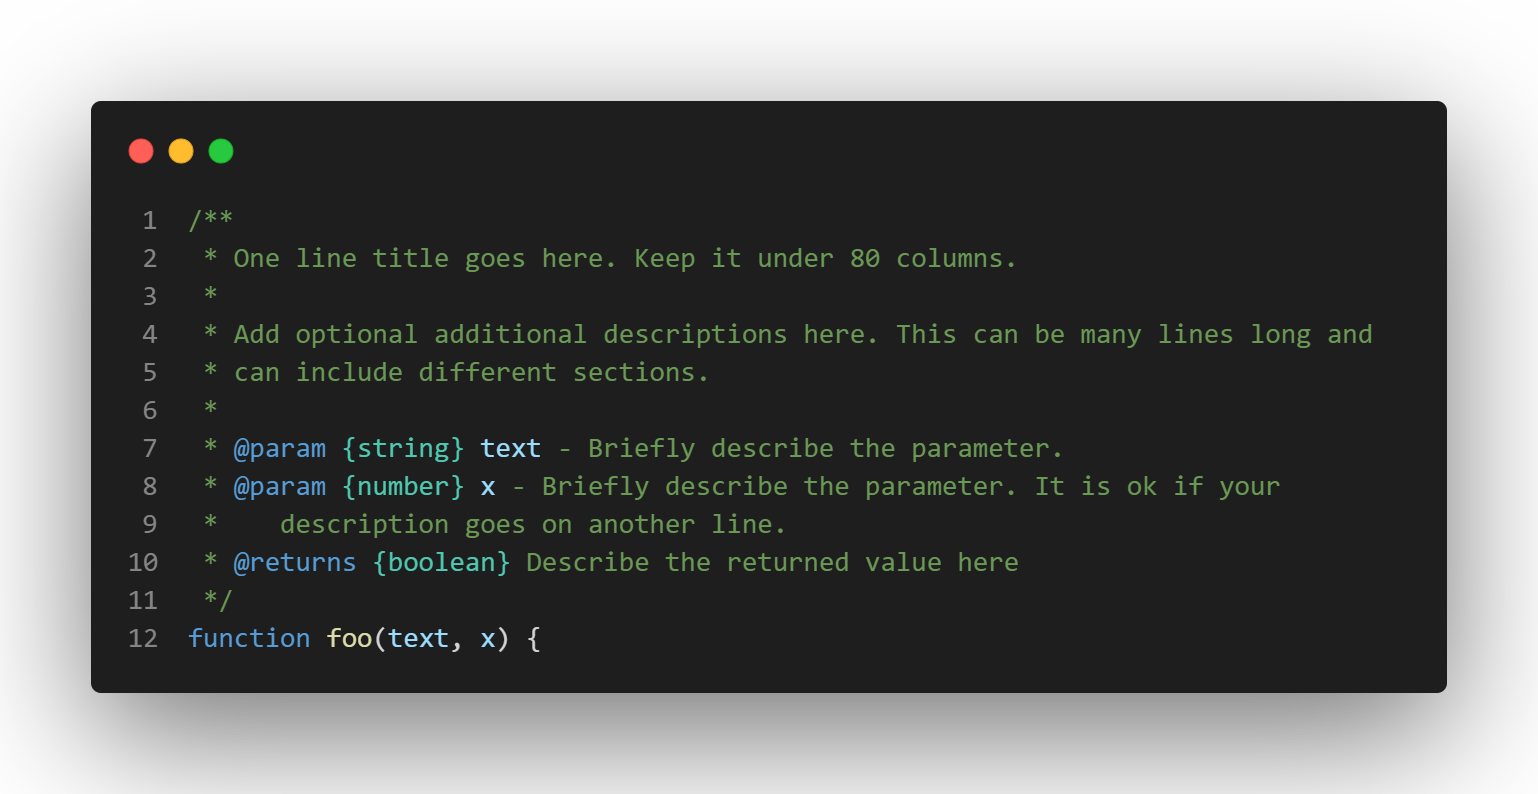 1 /**
2  * One line title goes here. Keep it under 80 columns.
3  *
4  * Add optional additional descriptions here. This can be many lines long and
5  * can include different sections.
6  *
7  * @param {string} text - Briefly describe the parameter.
8  * @param {number} x - Briefly describe the parameter. It is ok if your
9  *    description goes on another line.
10  * @returns {boolean} Describe the returned value here
11  */
12 function foo(text, x) {